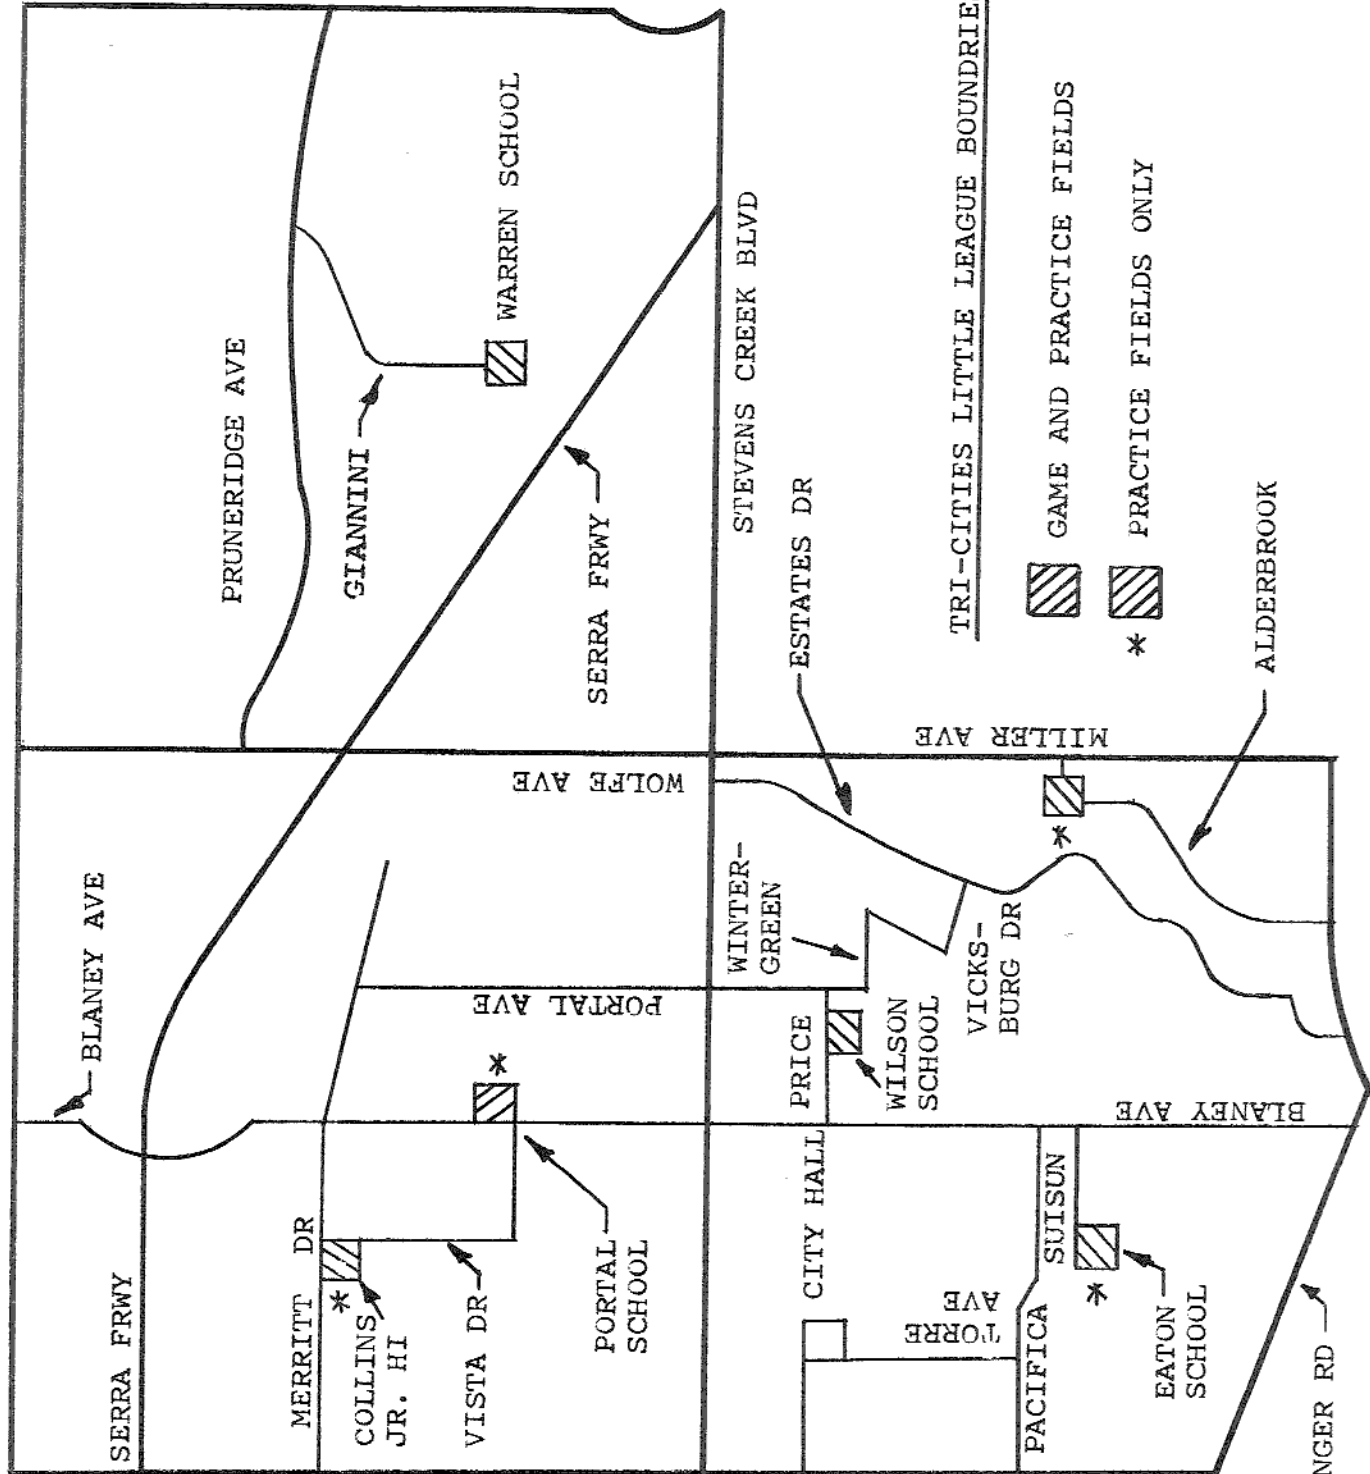 BLANEY AVE
SERRA FRWY
MERRITT DR
COLLINS
JR. HI
VISTA DR
PORTAL
SCHOOL
PORTAL AVE
WOLFE AVE
PRUNERIDGE AVE
GIANNINI
WARREN SCHOOL
SERRA FRWY
STEVENS CREEK BLVD
ESTATES DR
WINTER-
GREEN
PRICE
WILSON
SCHOOL
VICKS-
BURG DR
CITY HALL
TORRE
AVE
PACIFICA
SUISUN
EATON
SCHOOL
BLANEY AVE
MILLER AVE
ALDERBROOK
NGER RD
TRI-CITIES LITTLE LEAGUE BOUNDRIE
GAME AND PRACTICE FIELDS
* PRACTICE FIELDS ONLY
*
*
*
*